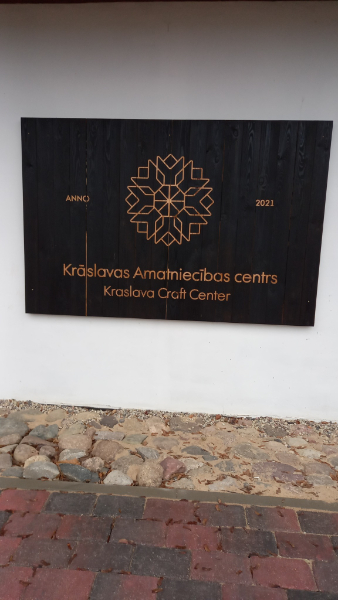 ANNO 2021
Krāslavas Amatniecības centrs
Kraslava Craft Center